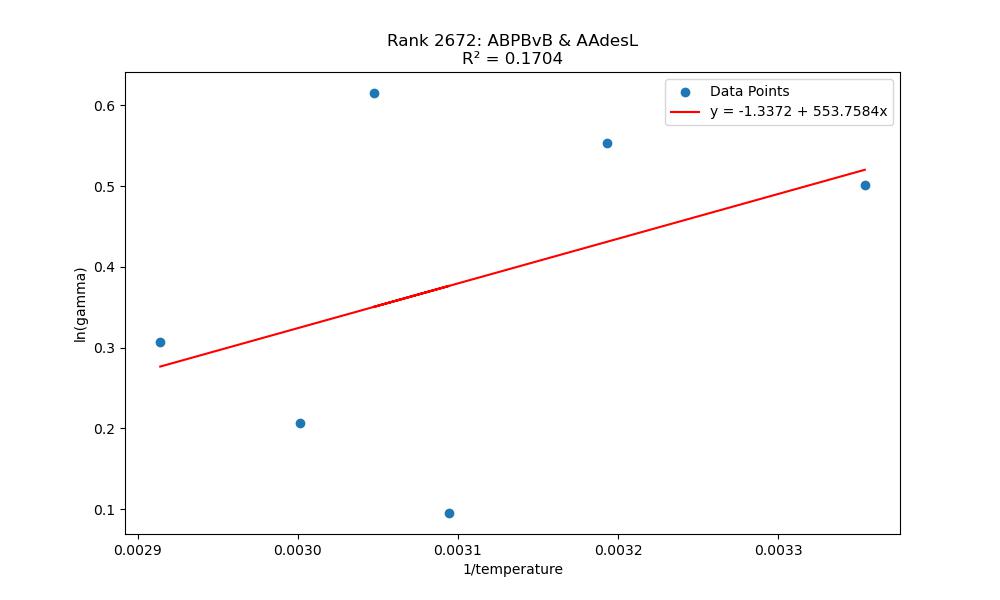 Rank 2672: ABPBvB & AAdesL
R² = 0.1704
Data Points
y = -1.3372 + 553.7584x
0.6
0.5
0.4
0.3
0.2
0.1
ln(gamma)
0.0029 0.0030 0.0031 0.0032 0.0033
1/temperature